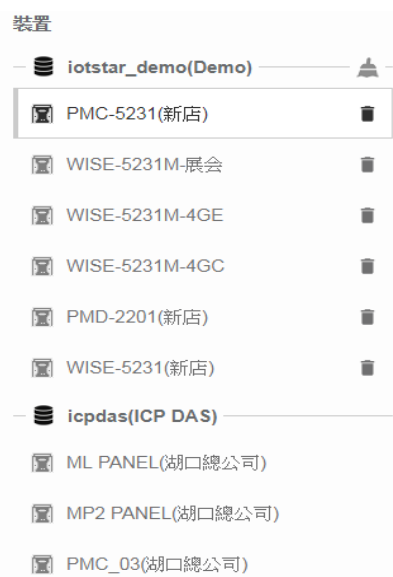 裝置
iotstar_demo(Demo)
PMC-5231(新店)
WISE-5231M-展会
WISE-5231M-4GE
WISE-5231M-4GC
PMD-2201(新店)
WISE-5231(新店)
icpdas(ICP DAS)
ML PANEL(湖口總公司)
MP2 PANEL(湖口總公司)
PMC_03(湖口總公司)